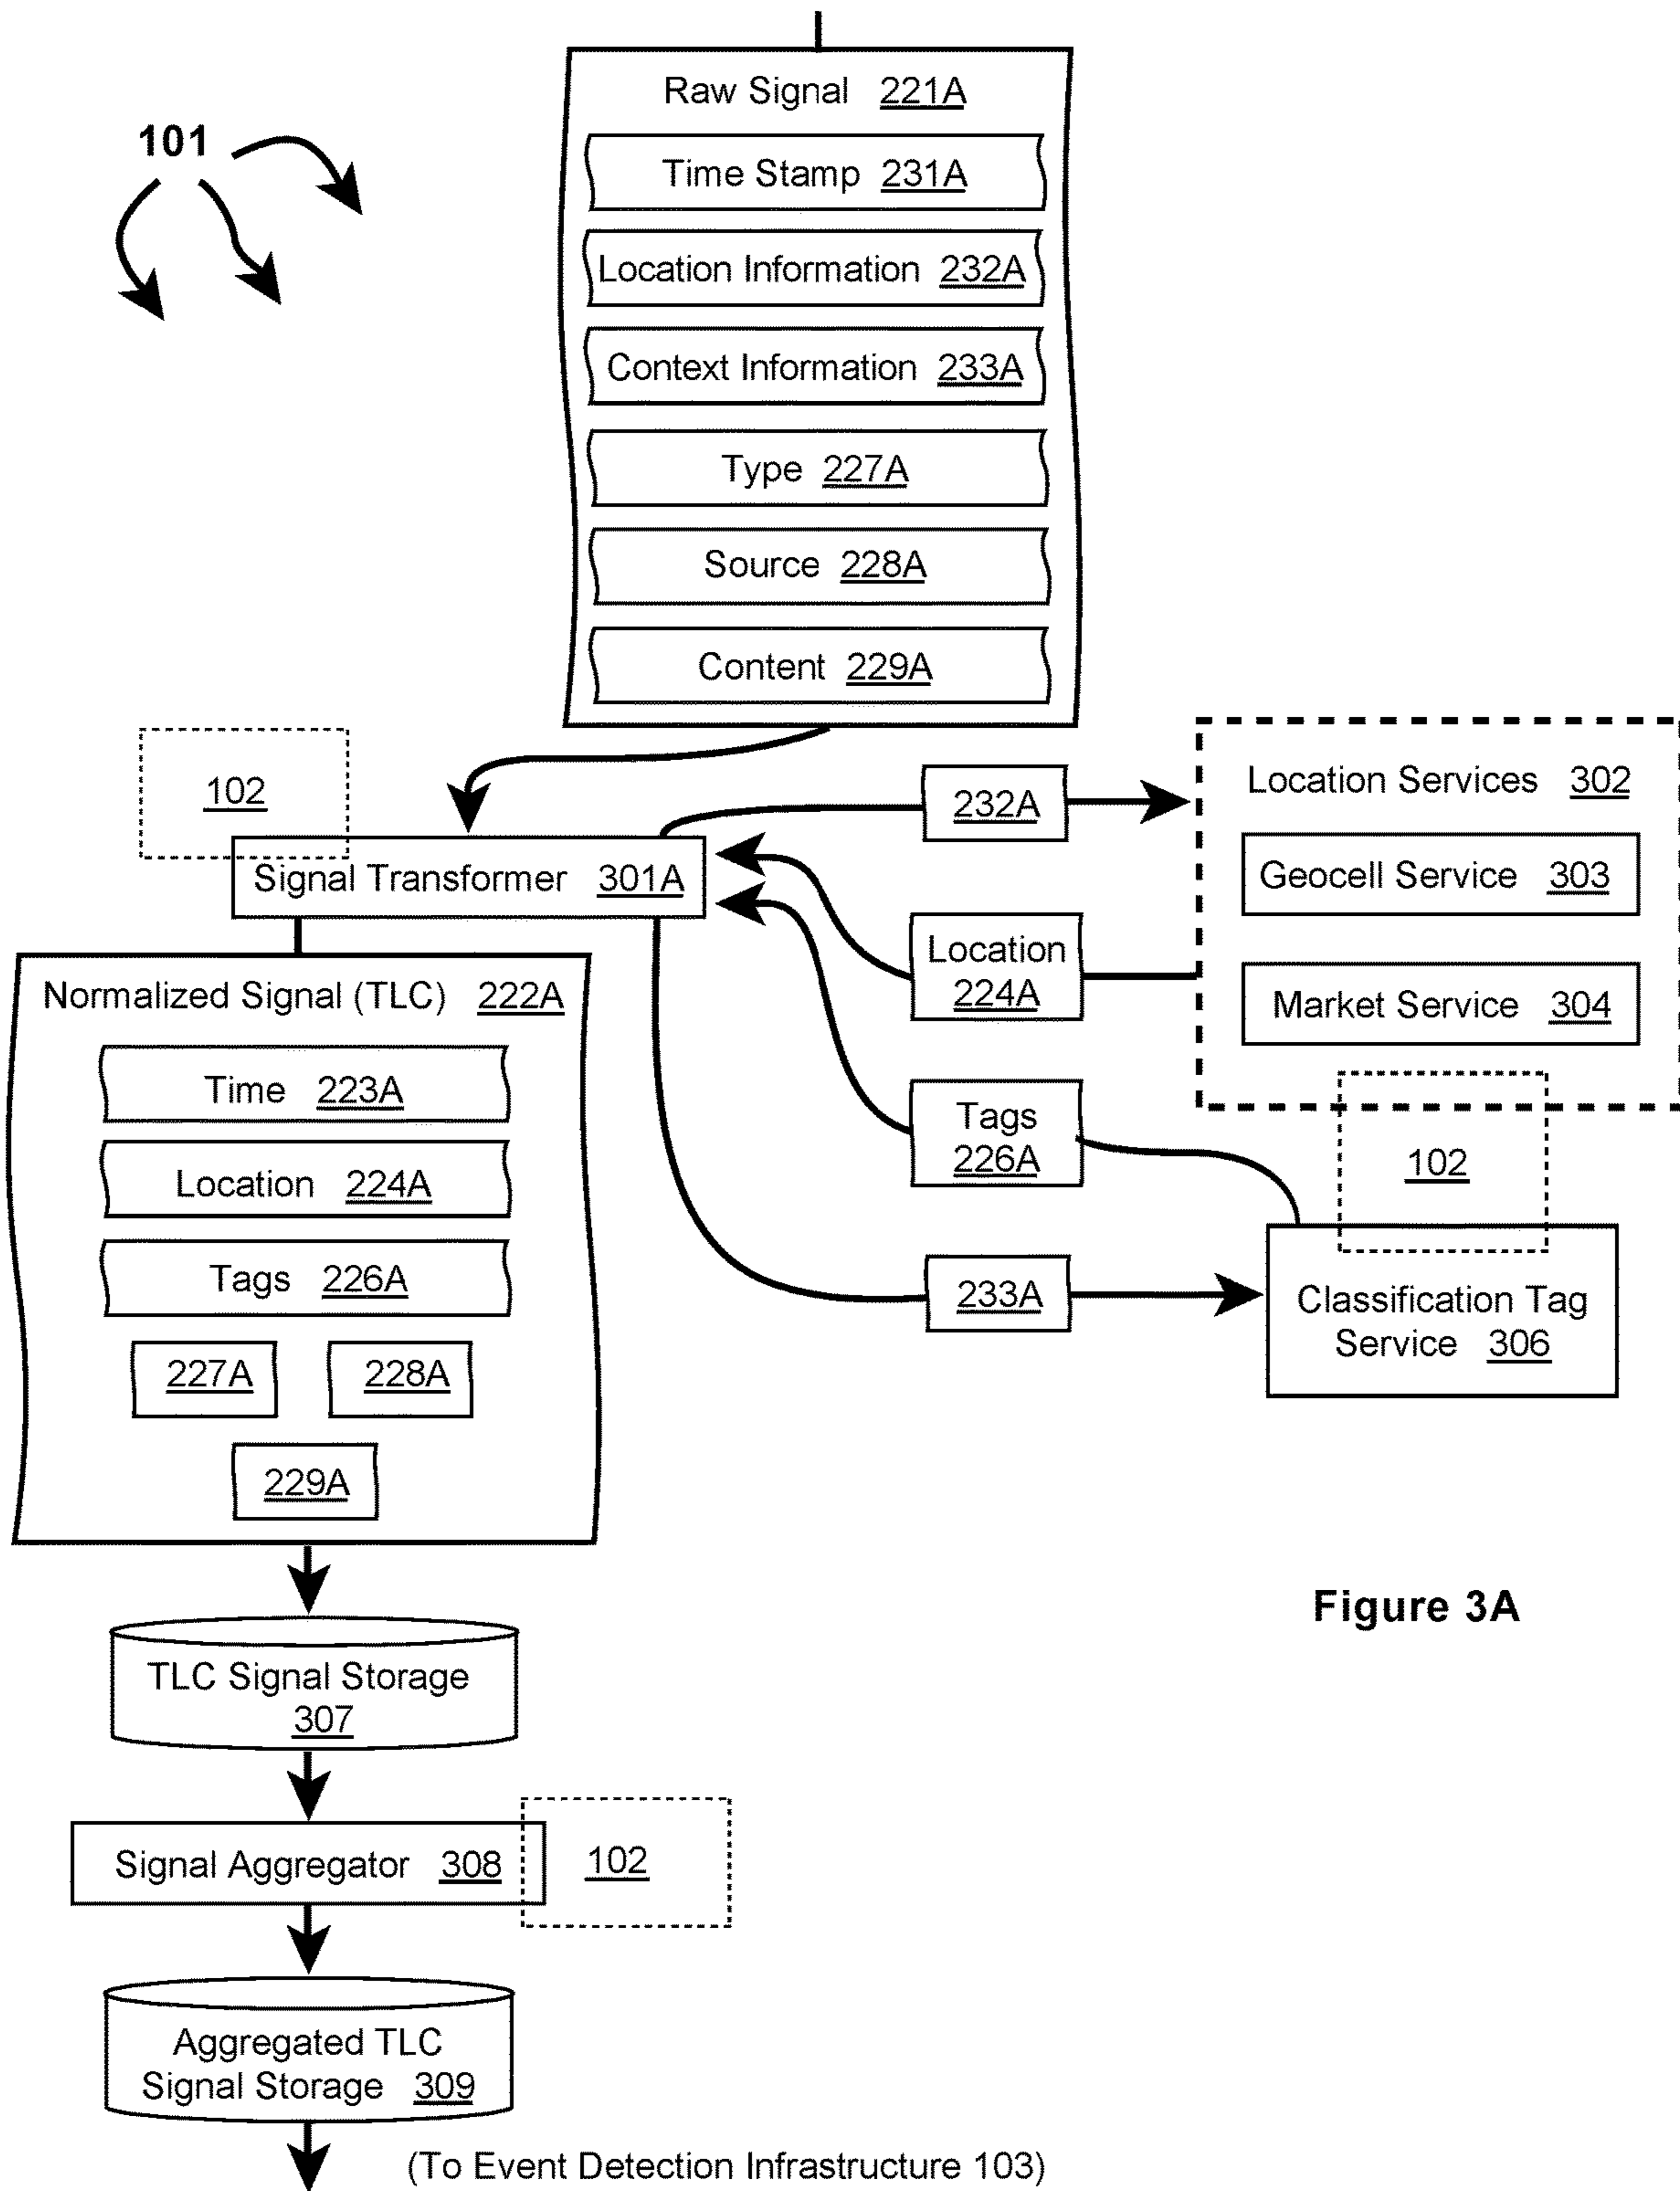 Raw Signal 221A
101
Time Stamp 231A
Location Information 232A
Context Information 233A
Type 227A
Source 228A
Content 229A
102
232A
Location Services 302
Signal Transformer 301A
Geocell Service 303
Location
224A
Market Service 304
Normalized Signal (TLC) 222A
Time 223A
Location 224A
Tags 226A
227A 228A
229A
Tags
226A
102
233A
Classification Tag
Service 306
Figure 3A
TLC Signal Storage
307
Signal Aggregator 308
102
Aggregated TLC
Signal Storage 309
(To Event Detection Infrastructure 103)